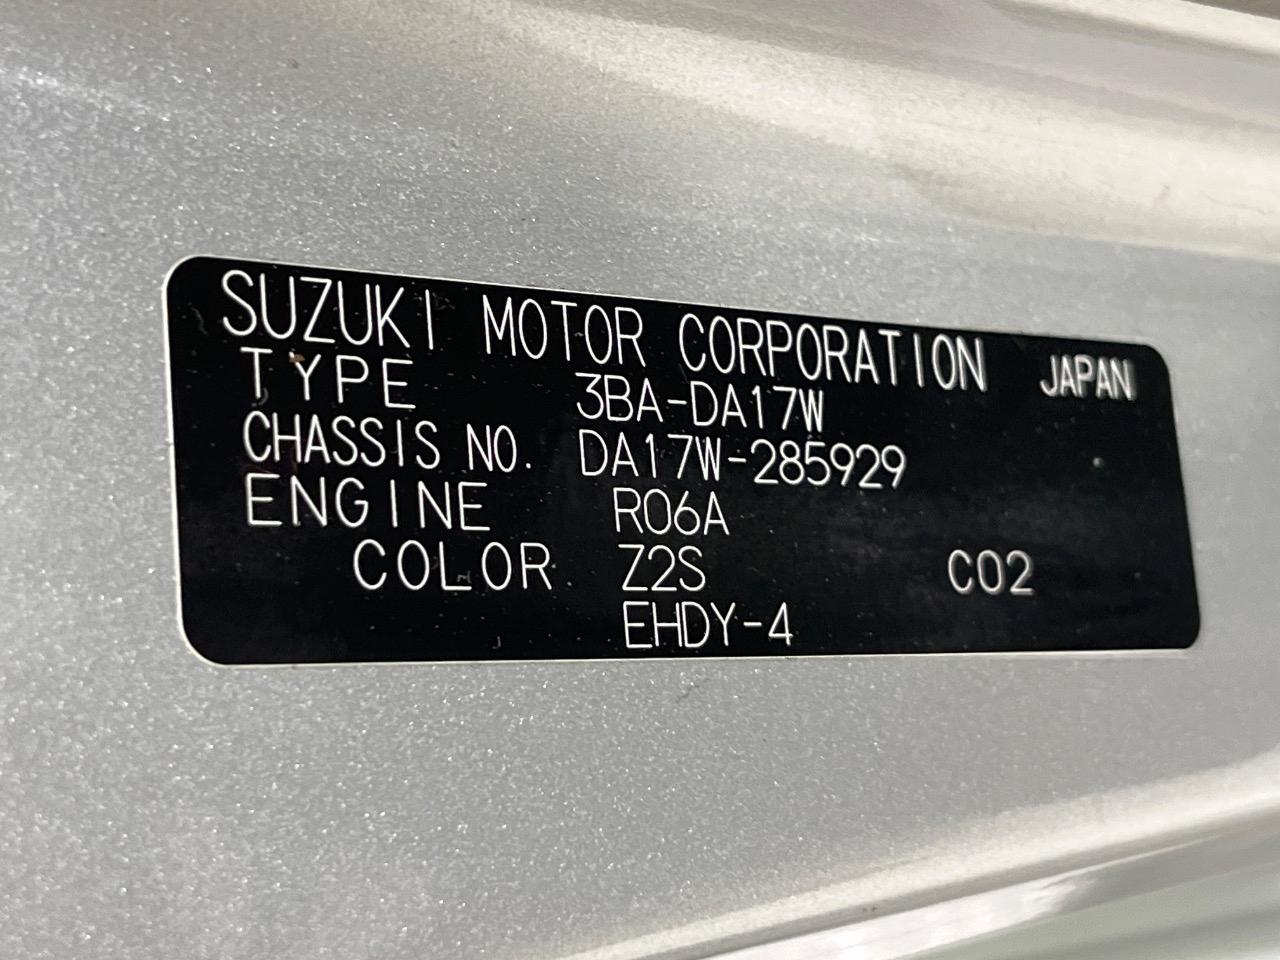 SUZUKI MOTOR CORPORATION JAPAN
TYPE 3BA-DA17W
CHASSIS NO. DA17W-285929
ENGINE R06A
COLOR Z2S C02
EHDY-4